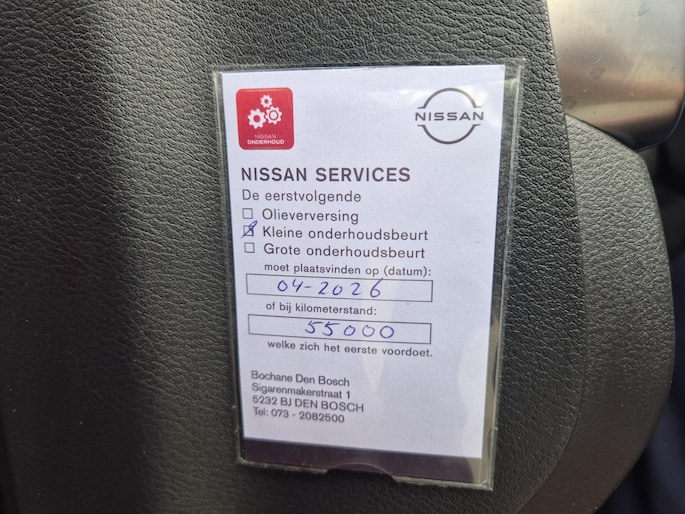 NISSAN
ONDERHOUD
NISSAN
NISSAN SERVICES
De eerstvolgende
Olieverversing
Kleine onderhoudsbeurt
Grote onderhoudsbeurt
moet plaatsvinden op (datum):
04-2026
of bij kilometerstand:
55000
welke zich het eerste voordoet.
Bochane Den Bosch
Sigarenmakerstraat 1
5232 BJ DEN BOSCH
Tel: 073 - 2082500